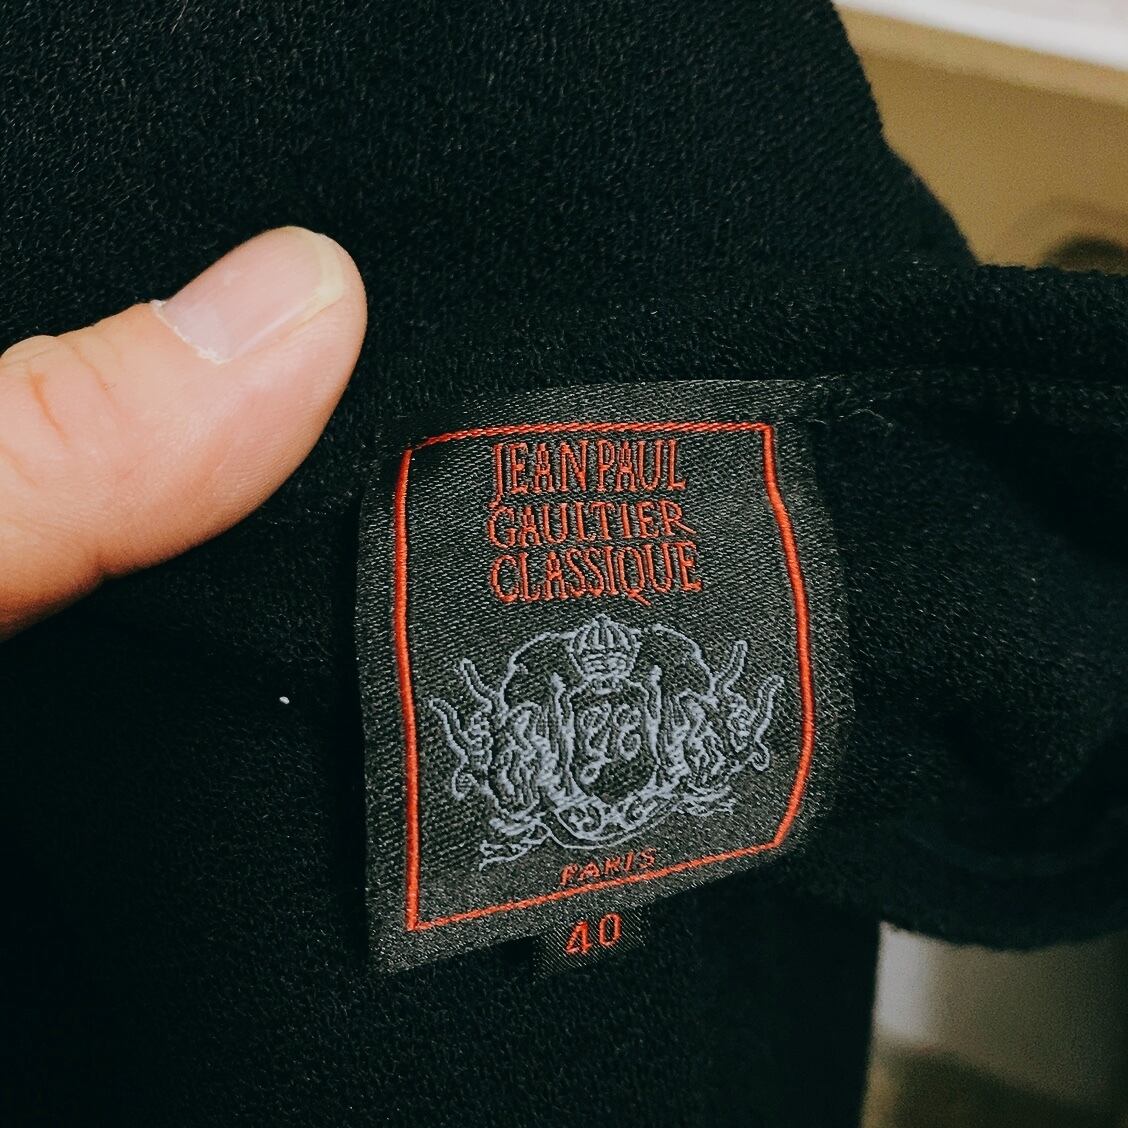 JEAN PAUL
GAULTIER
CLASSIQUE
PARIS
40